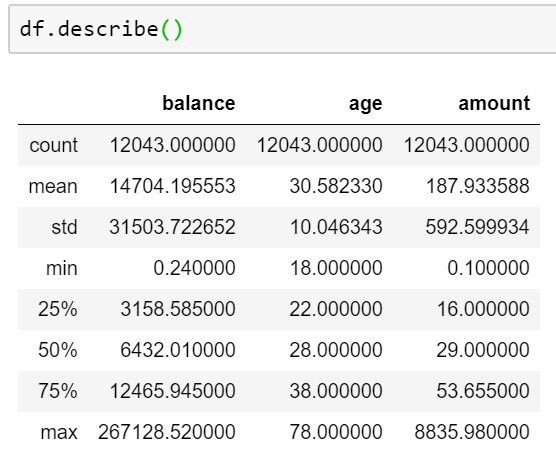 df.describe()
balance age amount
count 12043.000000 12043.000000 12043.000000
mean 14704.195553 30.582330 187.933588
std 31503.722652 10.046343 592.599934
min 0.240000 18.000000 0.100000
25% 3158.585000 22.000000 16.000000
50% 6432.010000 28.000000 29.000000
75% 12465.945000 38.000000 53.655000
max 267128.520000 78.000000 8835.980000